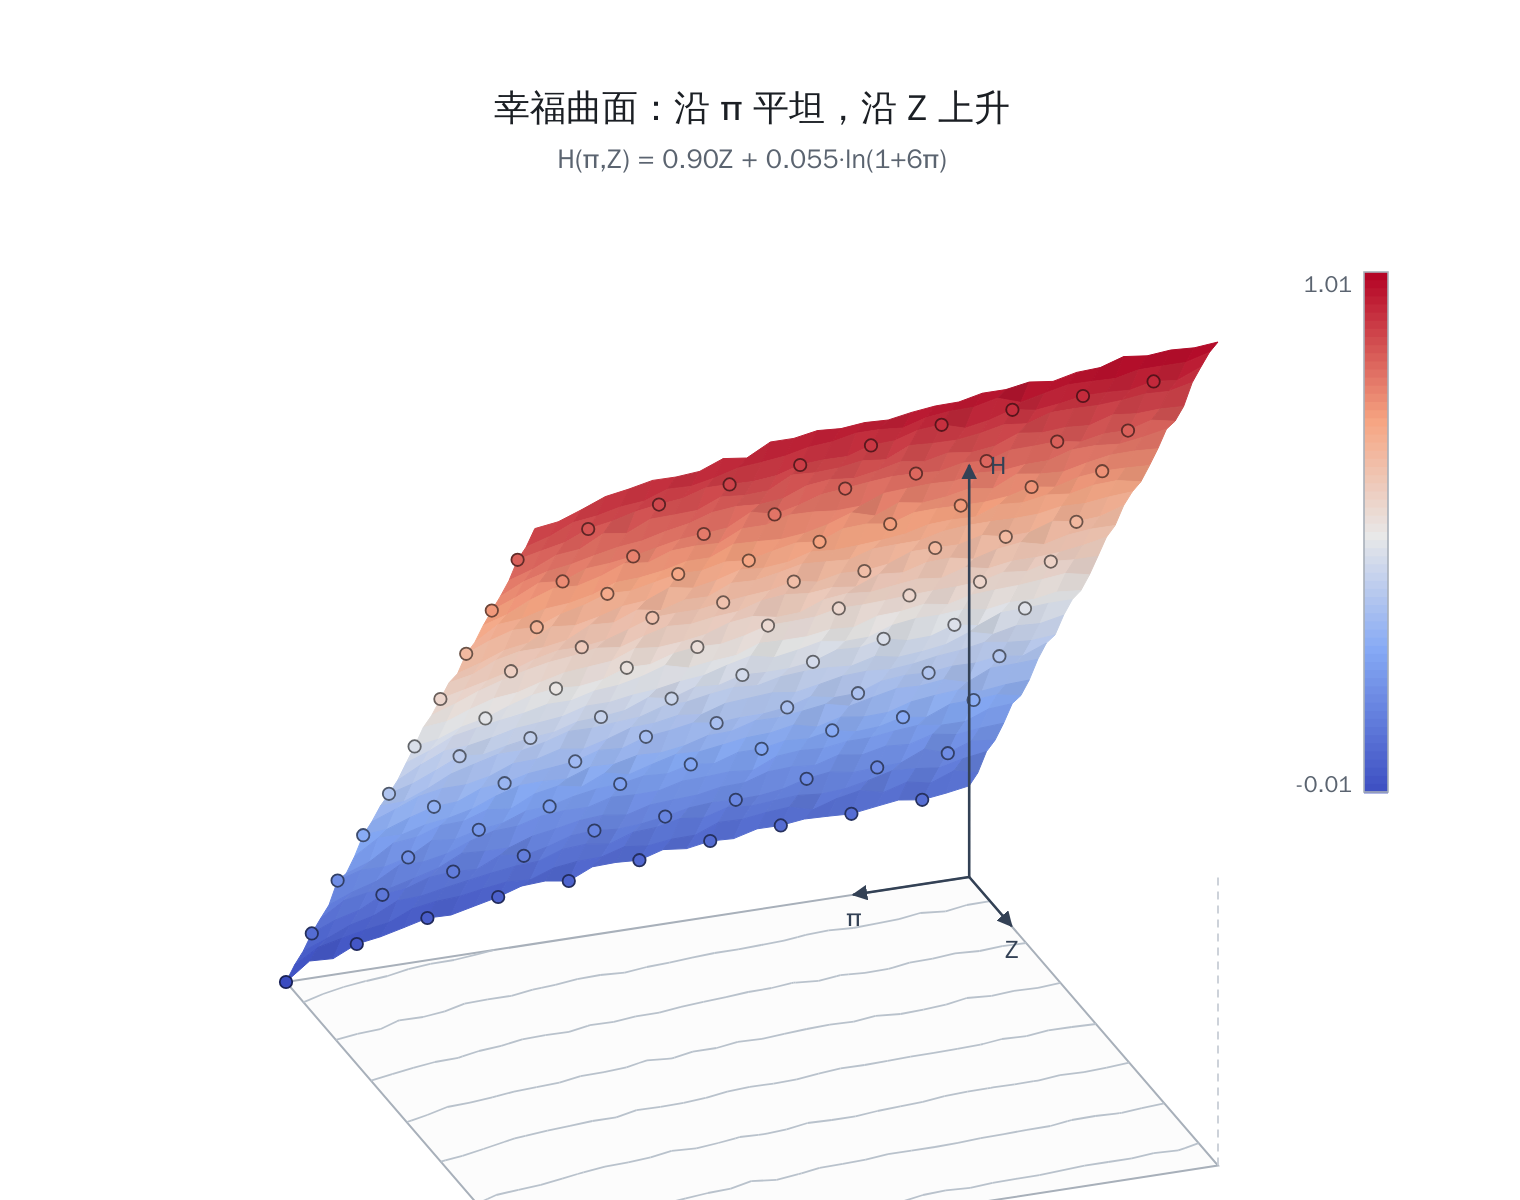 幸福曲面：沿 π 平坦，沿 Z 上升
H(π,Z) = 0.90Z + 0.055·ln(1+6π)
1.01
H
-0.01
π
Z